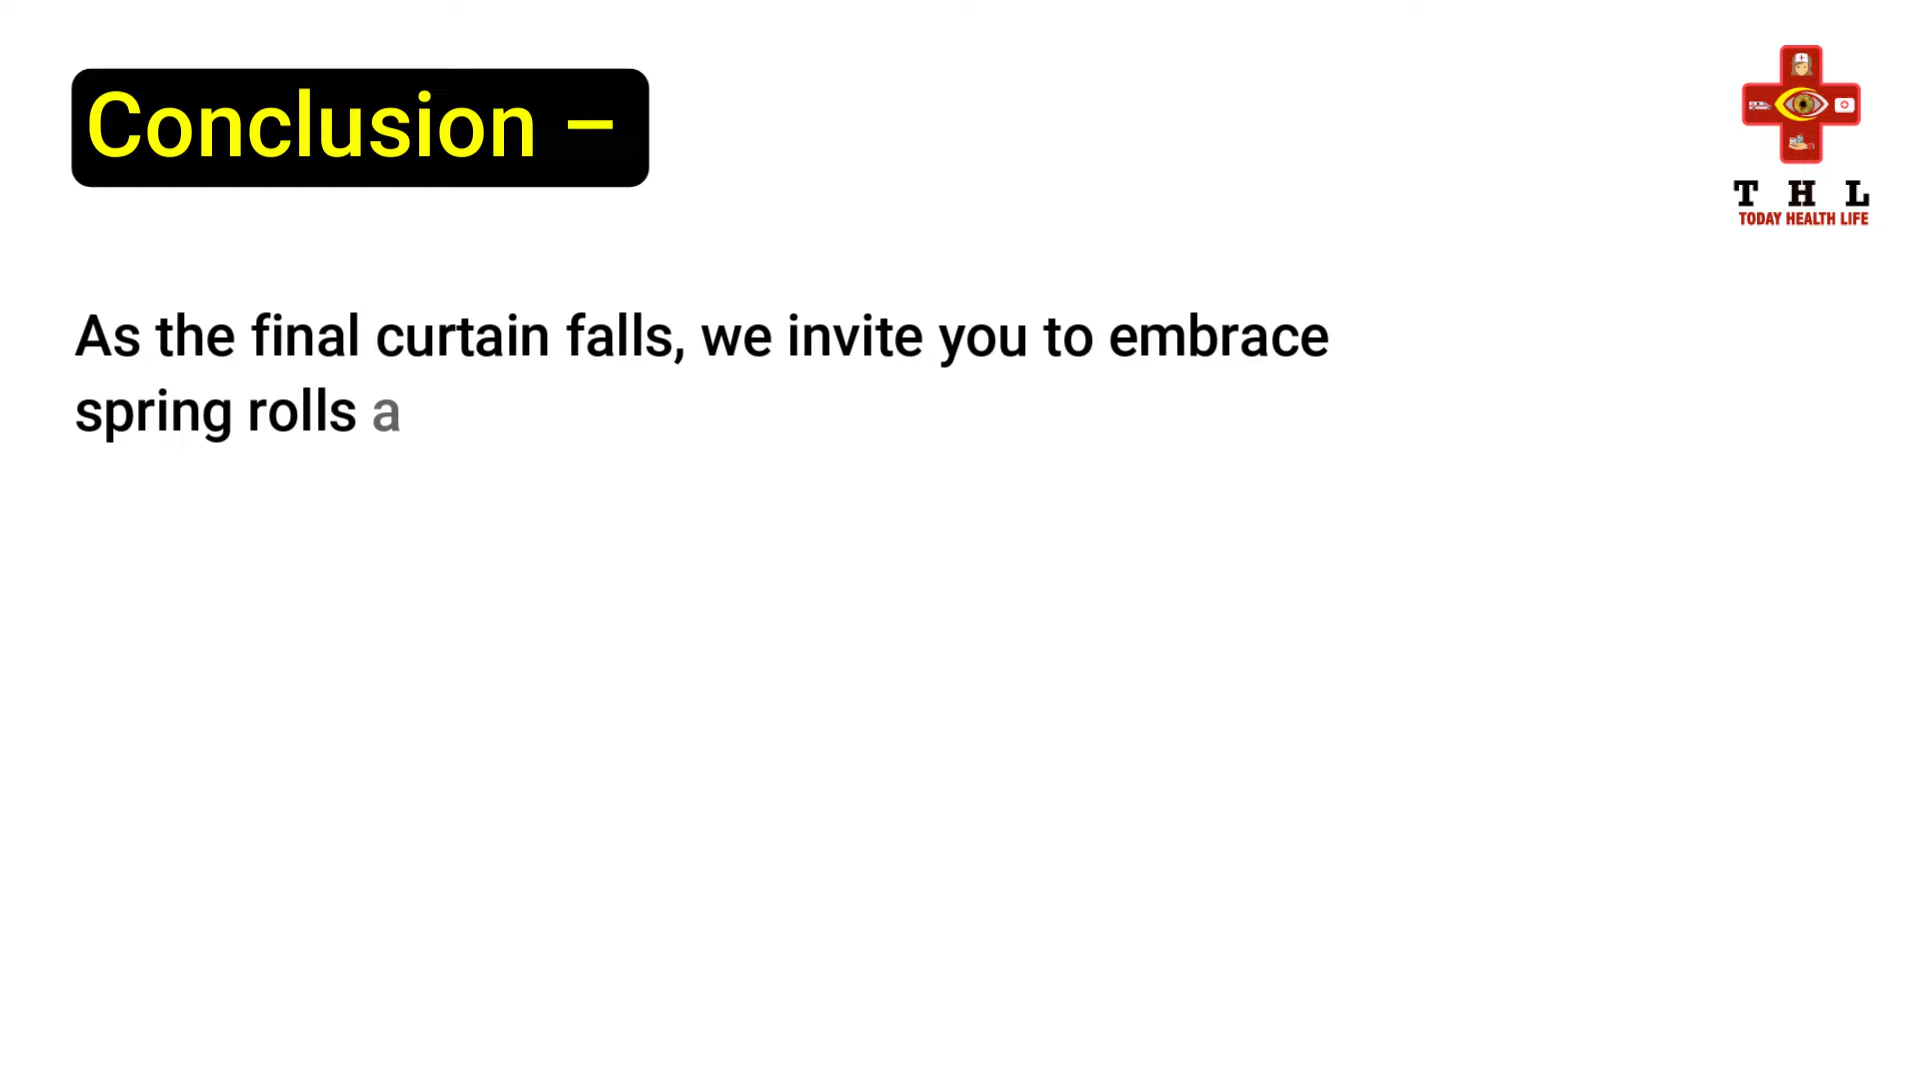 Conclusion –
T H L
TODAY HEALTH LIFE
As the final curtain falls, we invite you to embrace
spring rolls a